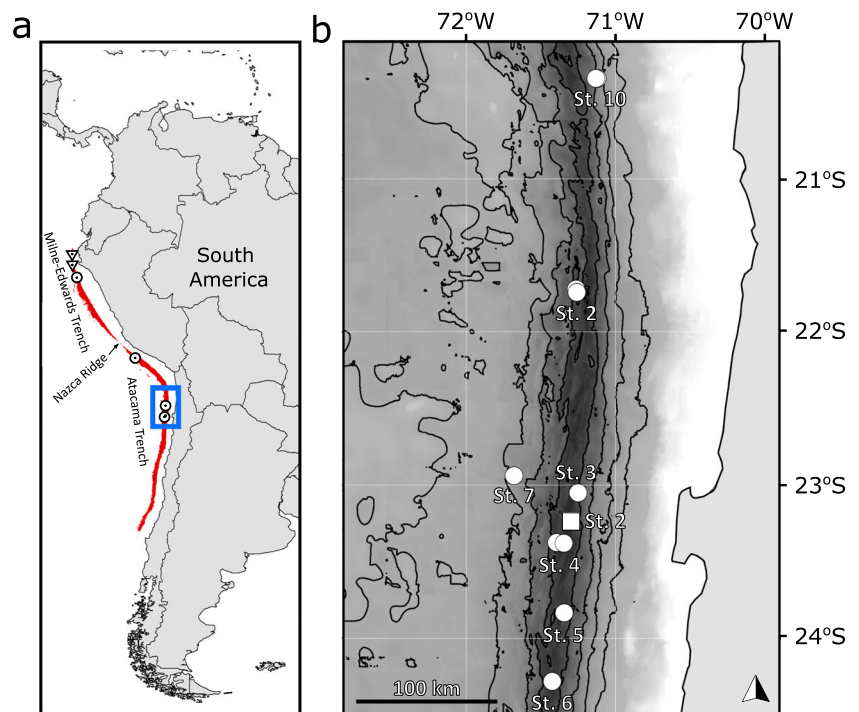 a
South
America
Milne-Edwards Trench
Nazca Ridge
Atacama Trench
b
72°W
71°W
70°W
St. 10
21°S
St. 2
22°S
St. 3
23°S
St. 7
St. 2
St. 4
St. 5
24°S
St. 6
100 km